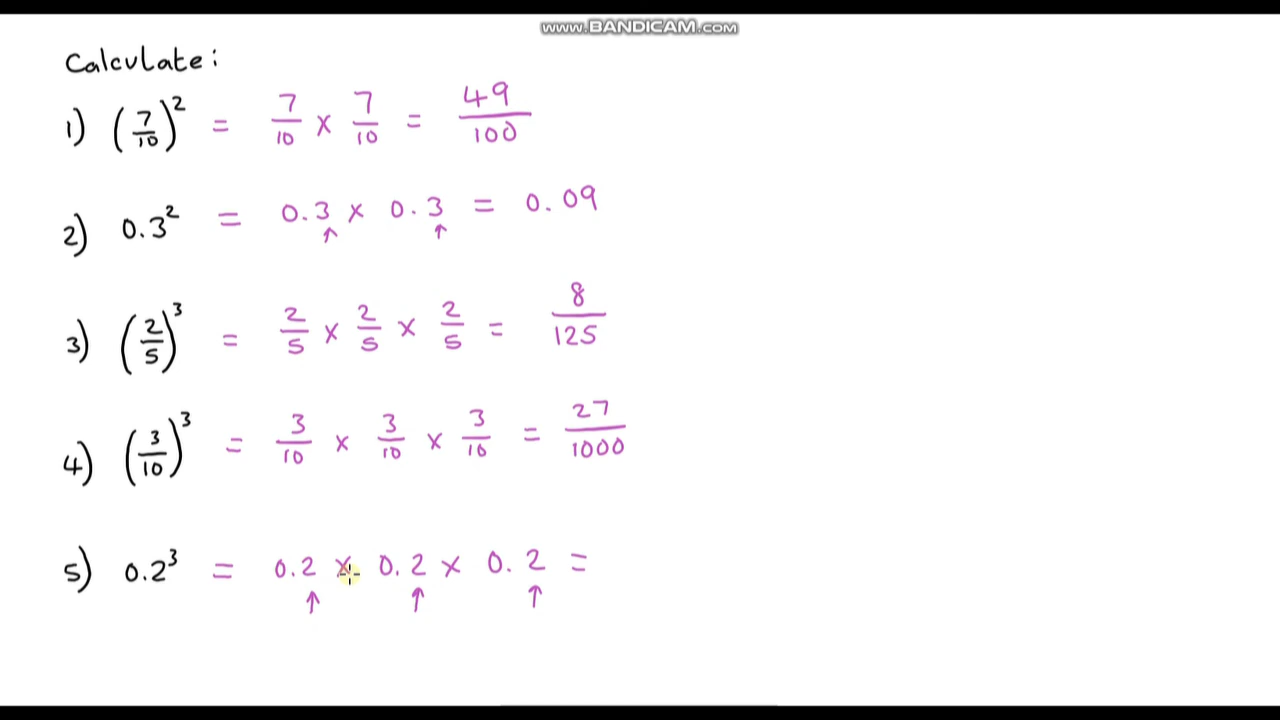 www.BANDICAM.com
Calculate:
1) (7/10)² = 7/10 × 7/10 = 49/100
2) 0.3² = 0.3 × 0.3 = 0.09
↑ ↑
3) (2/5)³ = 2/5 × 2/5 × 2/5 = 8/125
4) (3/10)³ = 3/10 × 3/10 × 3/10 = 27/1000
5) 0.2³ = 0.2 × 0.2 × 0.2 =
↑ ↑ ↑